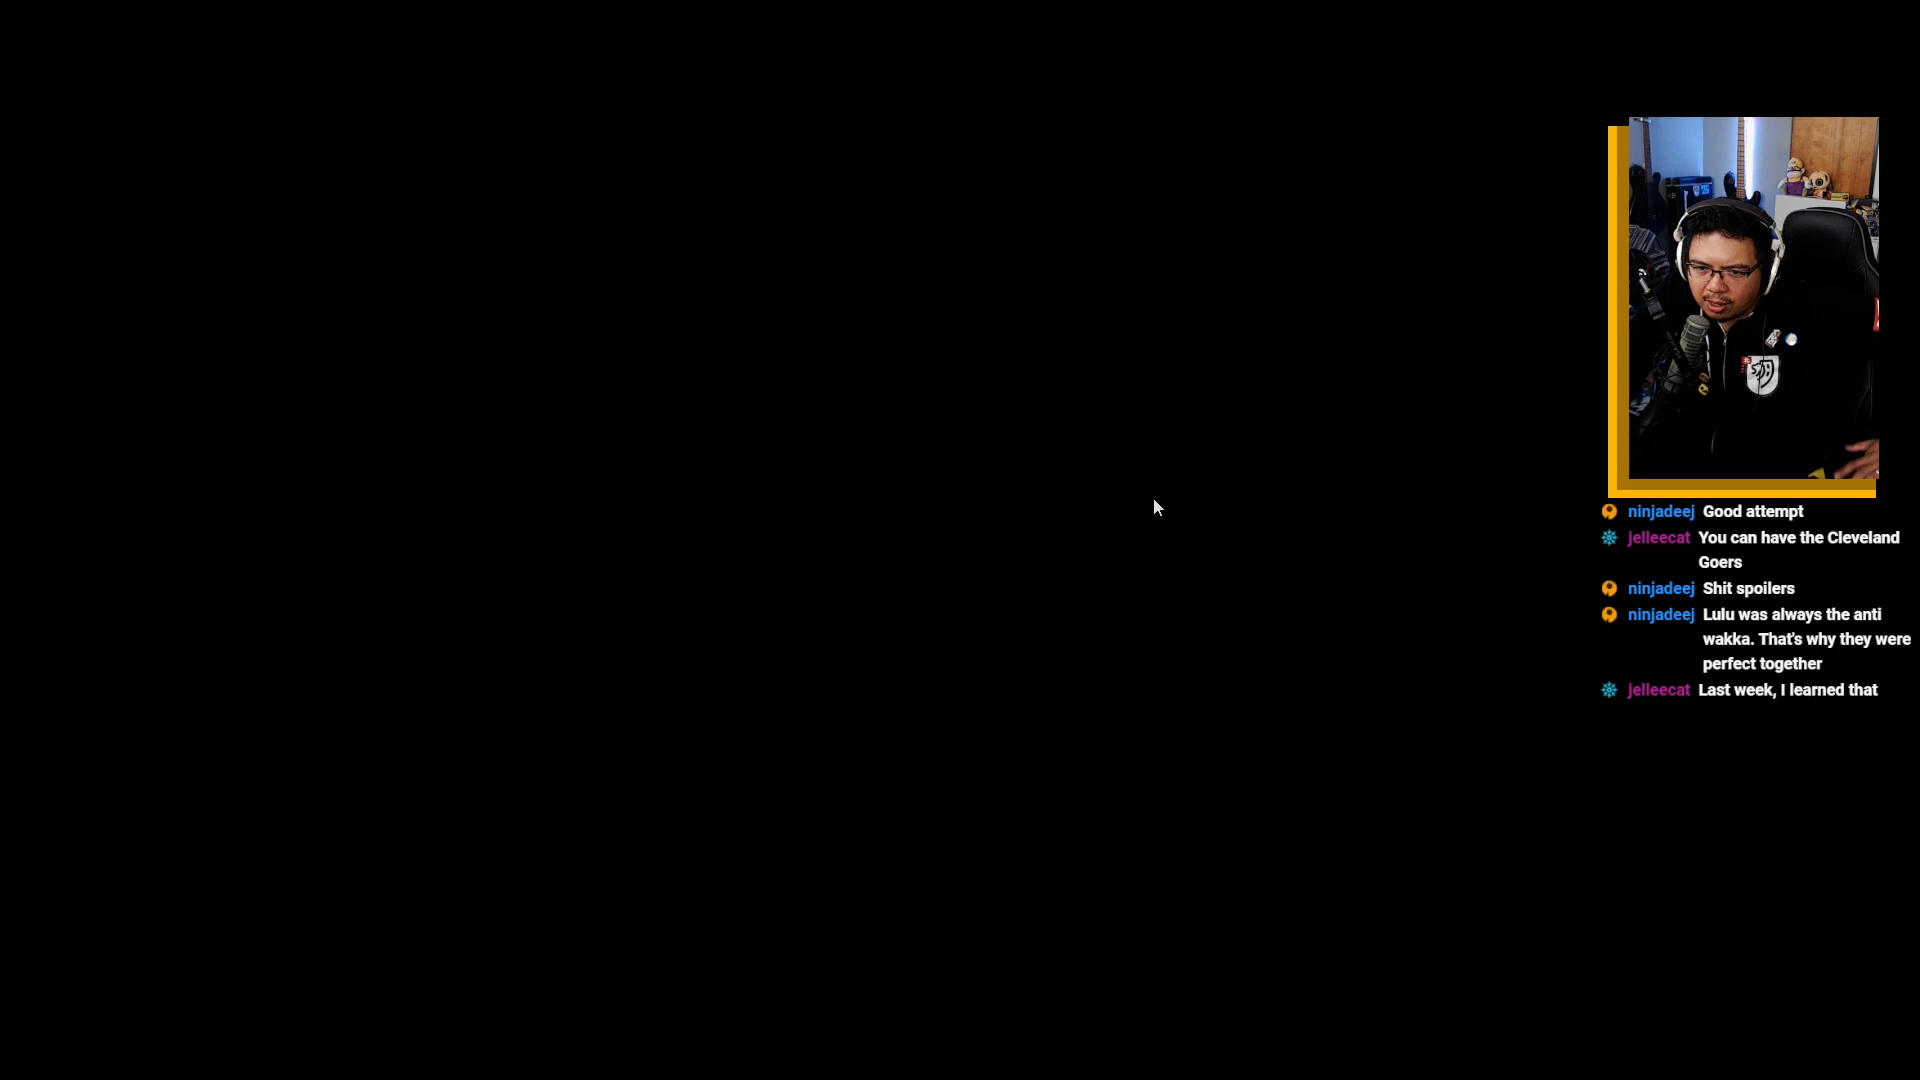 ninjadeej Good attempt
jelleecat You can have the Cleveland
Goers
ninjadeej Shit spoilers
ninjadeej Lulu was always the anti
wakka. That's why they were
perfect together
jelleecat Last week, I learned that